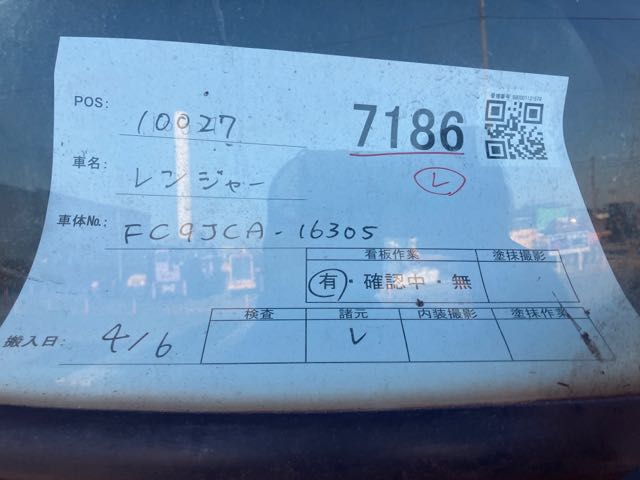 POS: 10027
7186
車名: レンジャー
レ
車体No.: FC9JCA-16305
看板作業 塗抹撮影
有・確認中・無
検査 諸元 内装撮影 塗抹作業
搬入日: 4/6 レ